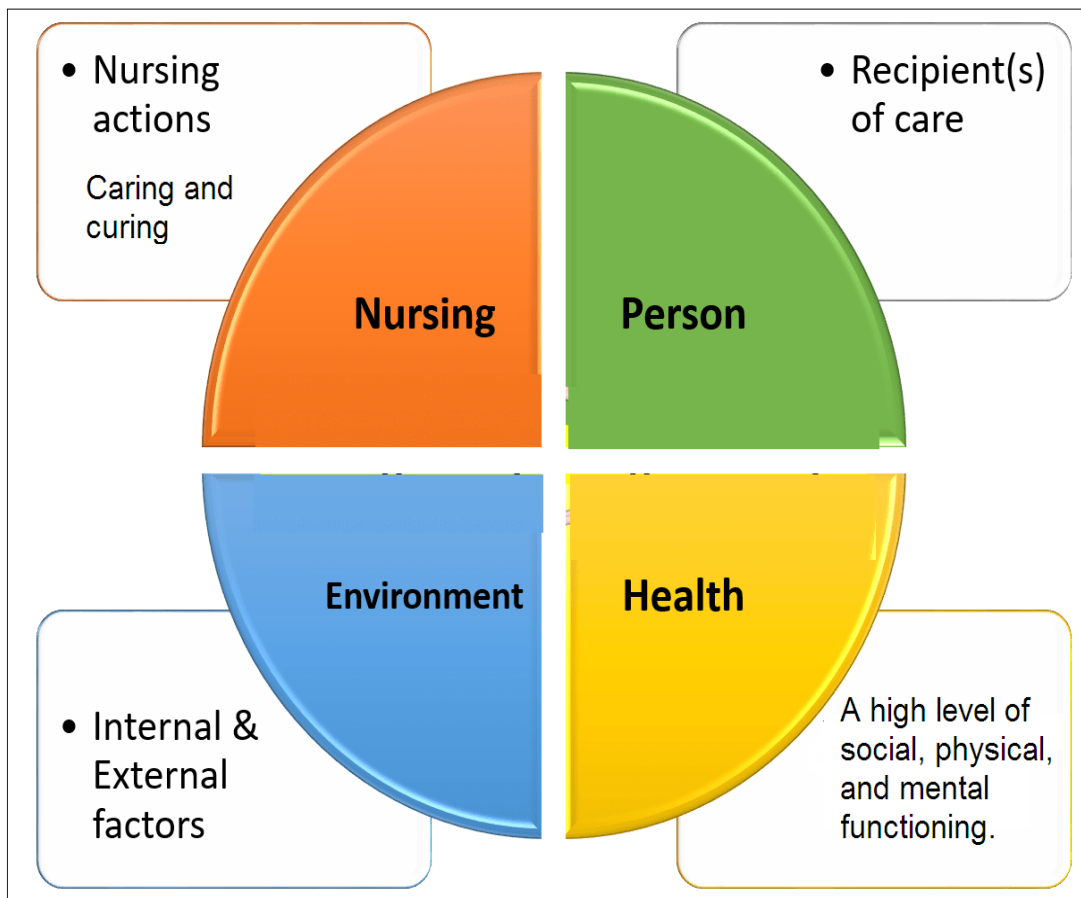 • Nursing
actions
Caring and
curing
• Recipient(s)
of care
Nursing
Person
Environment
Health
• Internal &
External
factors
A high level of
social, physical,
and mental
functioning.